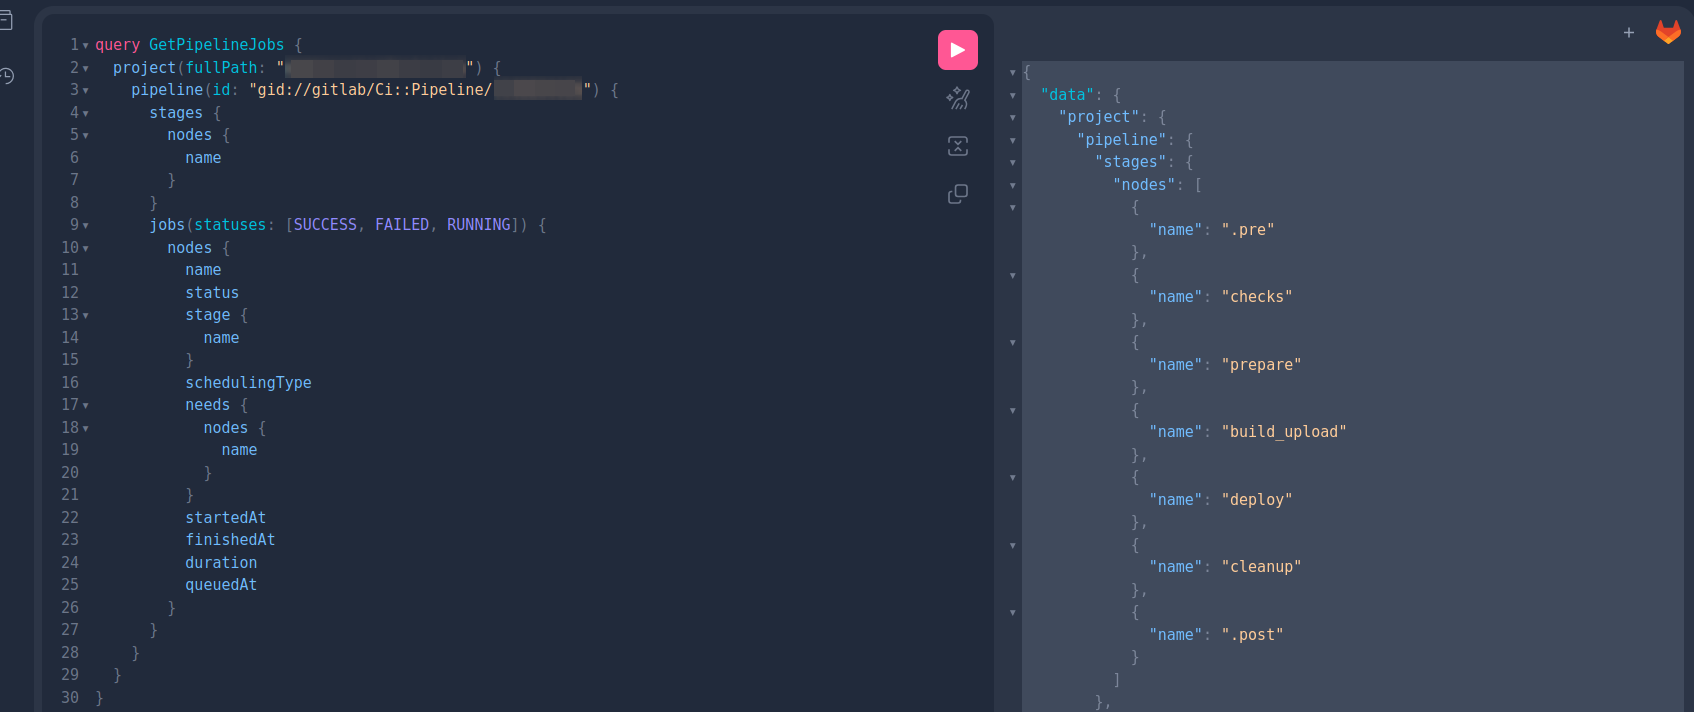 1 query GetPipelineJobs {
2 project(fullPath: "") {
3 pipeline(id: "gid://gitlab/Ci::Pipeline/") {
4 stages {
5 nodes {
6 name
7 }
8 }
9 jobs(statuses: [SUCCESS, FAILED, RUNNING]) {
10 nodes {
11 name
12 status
13 stage {
14 name
15 }
16 schedulingType
17 needs {
18 nodes {
19 name
20 }
21 }
22 startedAt
23 finishedAt
24 duration
25 queuedAt
26 }
27 }
28 }
29 }
30 }
{
"data": {
"project": {
"pipeline": {
"stages": {
"nodes": [
{
"name": ".pre"
},
{
"name": "checks"
},
{
"name": "prepare"
},
{
"name": "build_upload"
},
{
"name": "deploy"
},
{
"name": "cleanup"
},
{
"name": ".post"
}
]
},